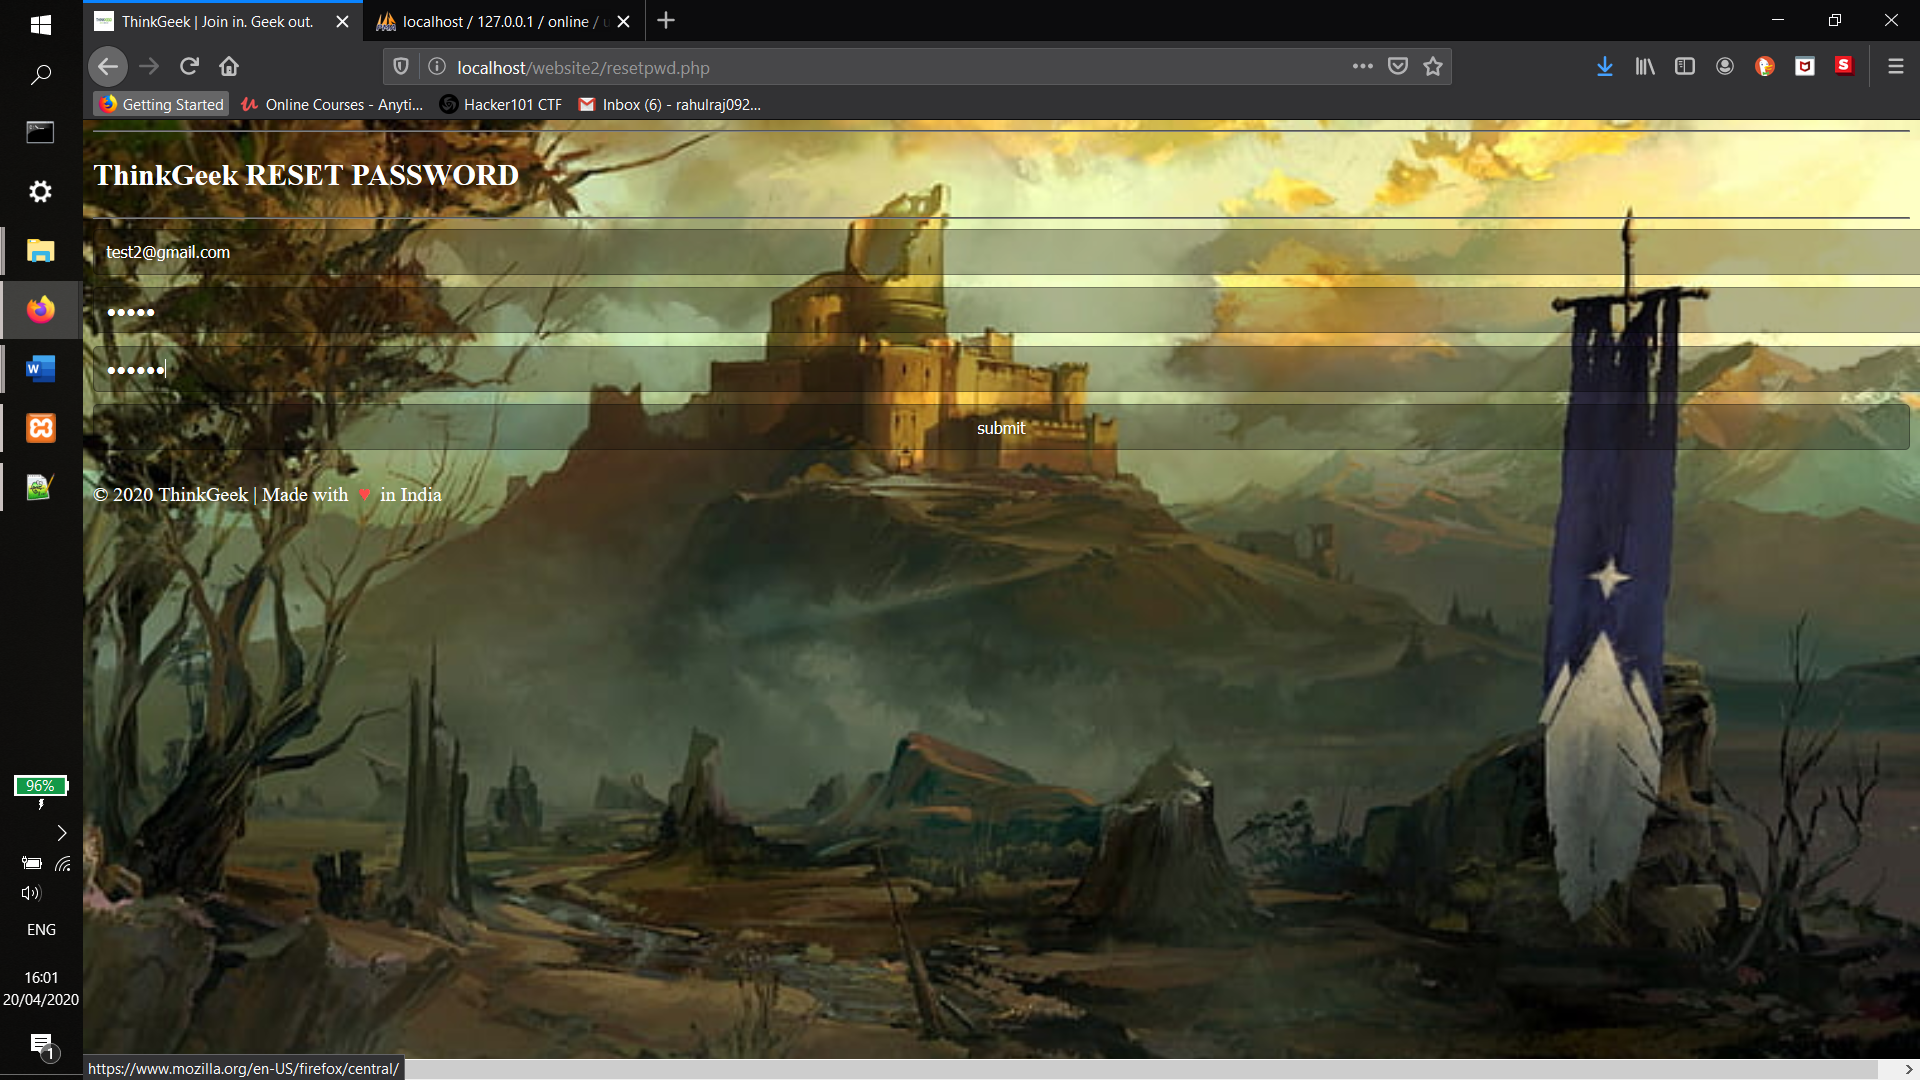 ThinkGeek | Join in. Geek out.
localhost / 127.0.0.1 / online / u
localhost/website2/resetpwd.php
Getting Started
Online Courses - Anyti...
Hacker101 CTF
Inbox (6) - rahulraj092...
ThinkGeek RESET PASSWORD
test2@gmail.com
•••••
••••••
submit
© 2020 ThinkGeek | Made with ♥ in India
96%
ENG
16:01
20/04/2020
1
https://www.mozilla.org/en-US/firefox/central/